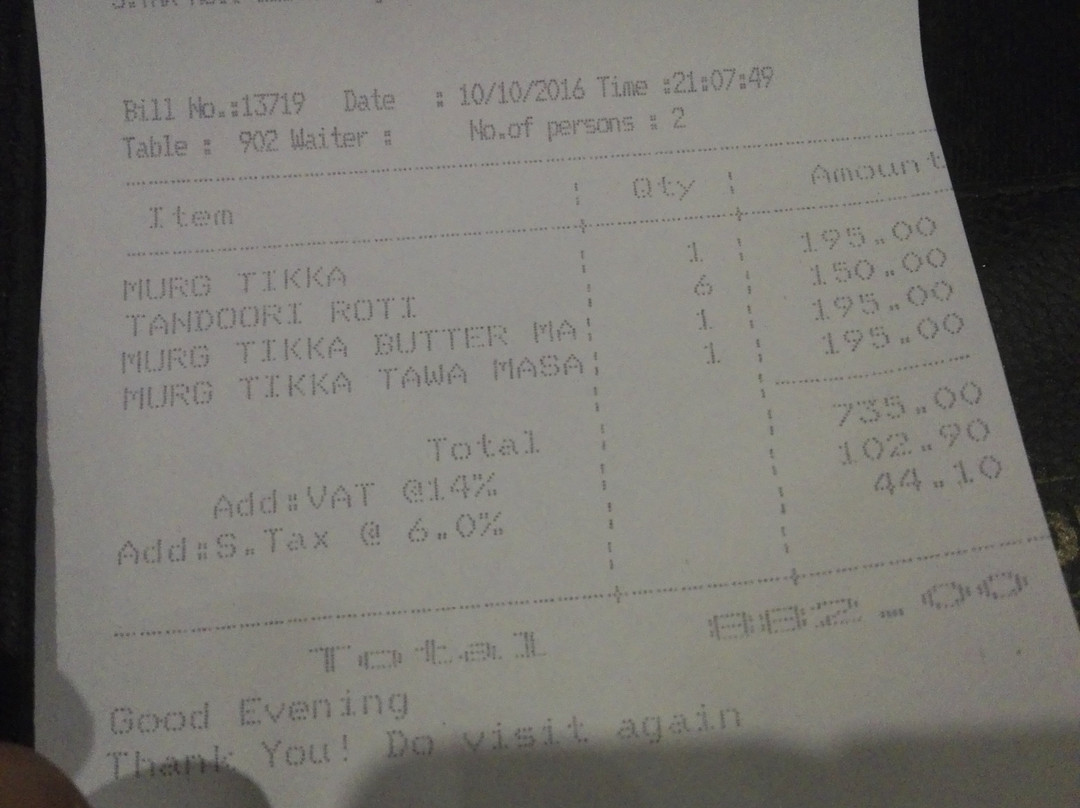 Bill No.:13719 Date : 10/10/2016 Time :21:07:49
Table : 902 Waiter : No.of persons : 2
Item Qty Amount
MURG TIKKA 1 195.00
TANDOORI ROTI 6 150.00
MURG TIKKA BUTTER MA 1 195.00
MURG TIKKA TAWA MASA 1 195.00
Total 735.00
Add:VAT @14% 102.90
Add:S.Tax @ 6.0% 44.10
Total 882.00
Good Evening
Thank You! Do visit again